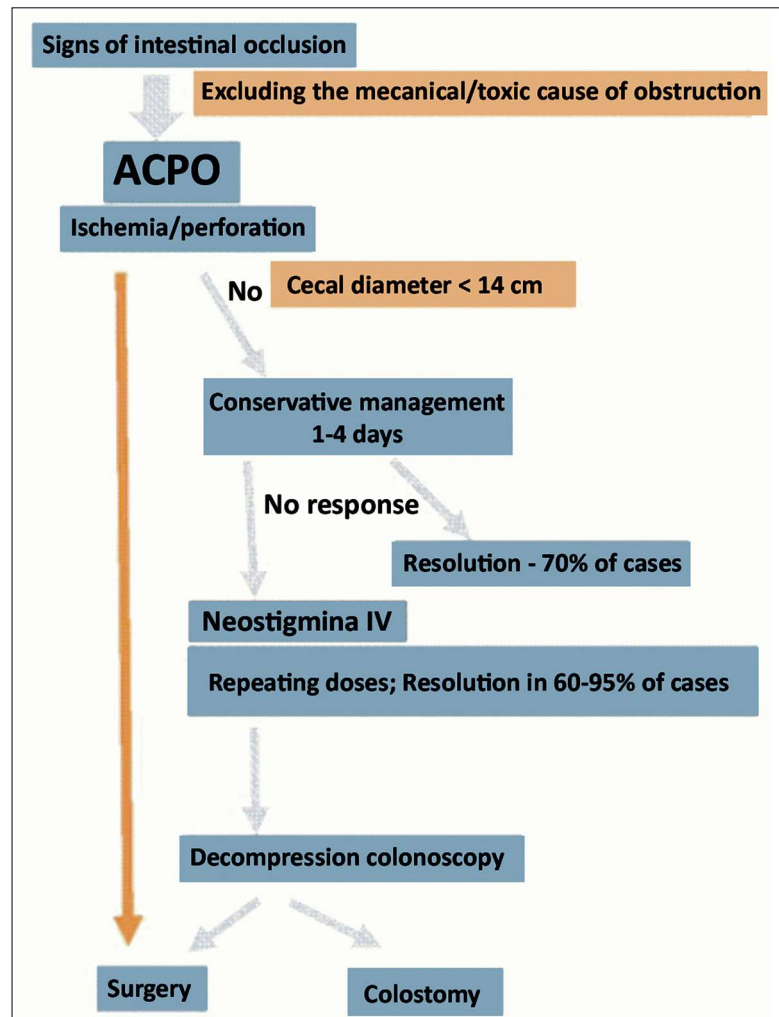 Signs of intestinal occlusion
Excluding the mecanical/toxic cause of obstruction
ACPO
Ischemia/perforation
No
Cecal diameter < 14 cm
Conservative management
1-4 days
No response
Resolution - 70% of cases
Neostigmina IV
Repeating doses; Resolution in 60-95% of cases
Decompression colonoscopy
Surgery
Colostomy